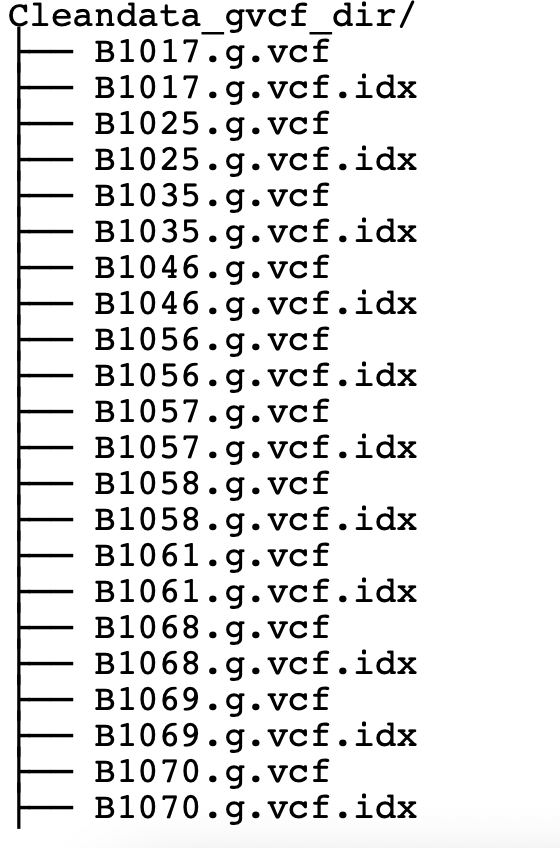 Cleandata_gvcf_dir/
├── B1017.g.vcf
├── B1017.g.vcf.idx
├── B1025.g.vcf
├── B1025.g.vcf.idx
├── B1035.g.vcf
├── B1035.g.vcf.idx
├── B1046.g.vcf
├── B1046.g.vcf.idx
├── B1056.g.vcf
├── B1056.g.vcf.idx
├── B1057.g.vcf
├── B1057.g.vcf.idx
├── B1058.g.vcf
├── B1058.g.vcf.idx
├── B1061.g.vcf
├── B1061.g.vcf.idx
├── B1068.g.vcf
├── B1068.g.vcf.idx
├── B1069.g.vcf
├── B1069.g.vcf.idx
├── B1070.g.vcf
├── B1070.g.vcf.idx